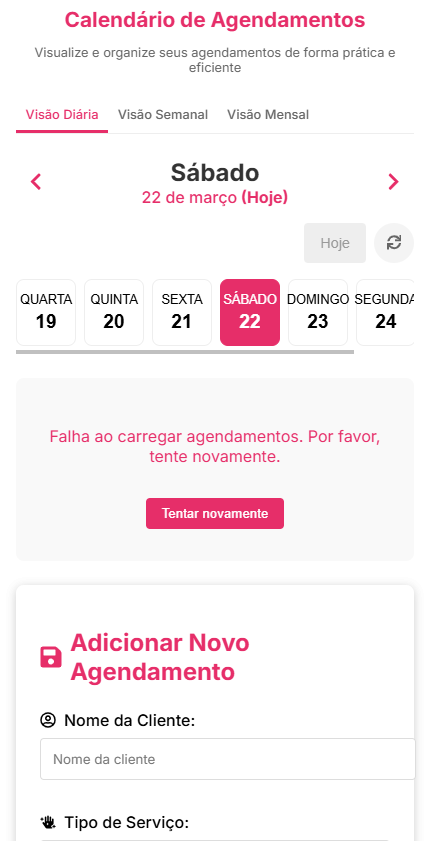 Calendário de Agendamentos
Visualize e organize seus agendamentos de forma prática e
eficiente
Visão Diária Visão Semanal Visão Mensal
Sábado
22 de março (Hoje)
Hoje
QUARTA QUINTA SEXTA SÁBADO DOMINGO SEGUNDA
19 20 21 22 23 24
Falha ao carregar agendamentos. Por favor,
tente novamente.
Tentar novamente
Adicionar Novo
Agendamento
Nome da Cliente:
Nome da cliente
Tipo de Serviço: